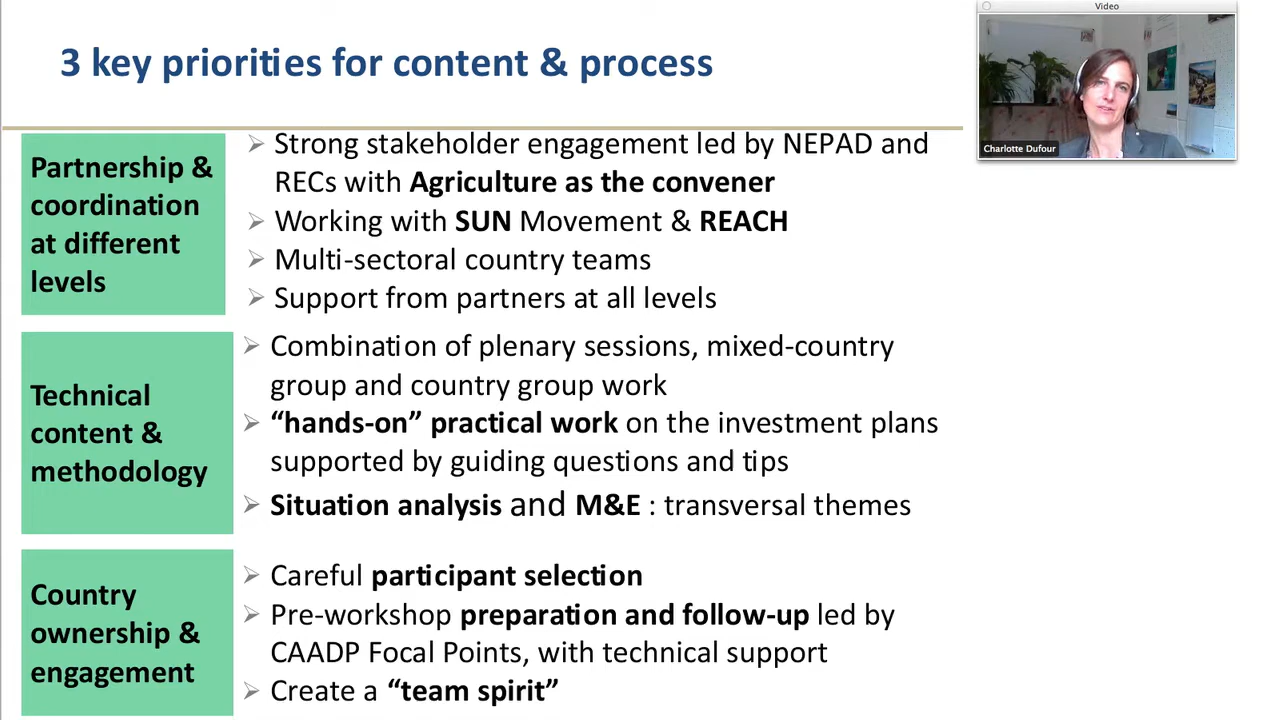 3 key priorities for content & process
Video
Charlotte Dufour
Partnership &
coordination
at different
levels
Strong stakeholder engagement led by NEPAD and
RECs with Agriculture as the convener
Working with SUN Movement & REACH
Multi-sectoral country teams
Support from partners at all levels
Technical
content &
methodology
Combination of plenary sessions, mixed-country
group and country group work
“hands-on” practical work on the investment plans
supported by guiding questions and tips
Situation analysis and M&E : transversal themes
Country
ownership &
engagement
Careful participant selection
Pre-workshop preparation and follow-up led by
CAADP Focal Points, with technical support
Create a “team spirit”